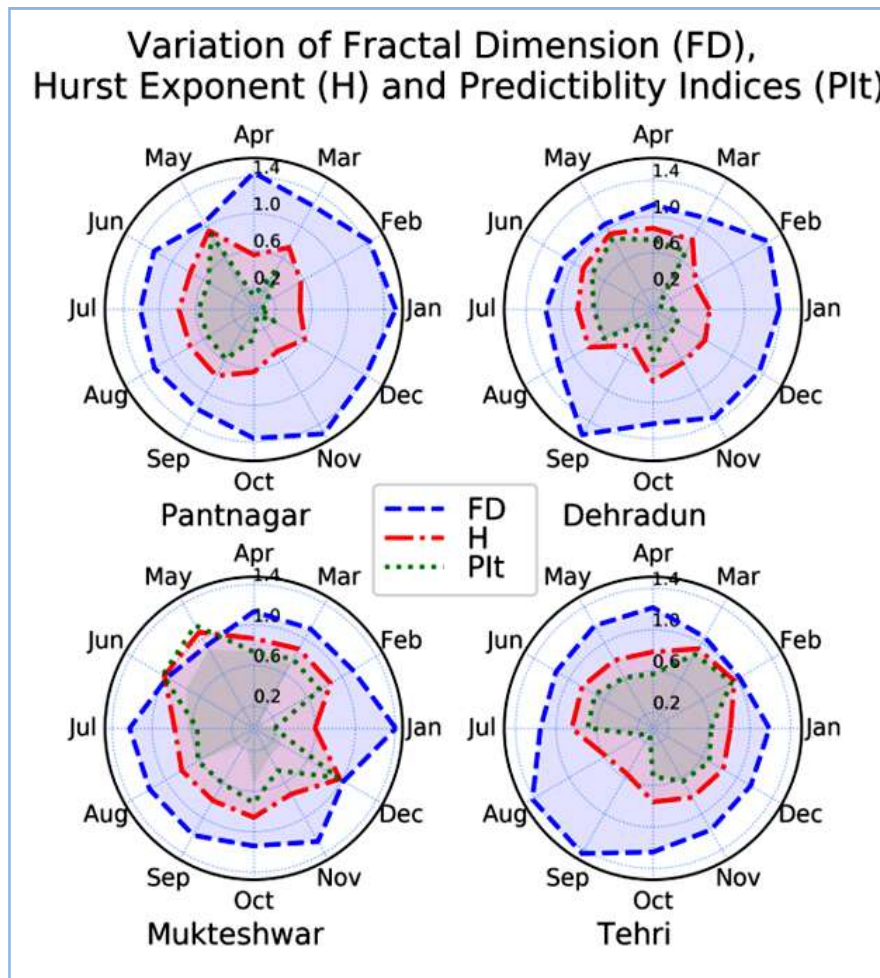 Variation of Fractal Dimension (FD),
Hurst Exponent (H) and Predictiblity Indices (PIt)
Apr
May
Mar
Jun
Feb
Jul
Jan
Aug
Dec
Sep
Nov
Oct
1.4
1.0
0.6
0.2
Pantnagar
Apr
May
Mar
Jun
Feb
Jul
Jan
Aug
Dec
Sep
Nov
Oct
1.4
1.0
0.6
0.2
Dehradun
FD
H
PIt
Apr
May
Mar
Jun
Feb
Jul
Jan
Aug
Dec
Sep
Nov
Oct
1.4
1.0
0.6
0.2
Mukteshwar
Apr
May
Mar
Jun
Feb
Jul
Jan
Aug
Dec
Sep
Nov
Oct
1.4
1.0
0.6
0.2
Tehri